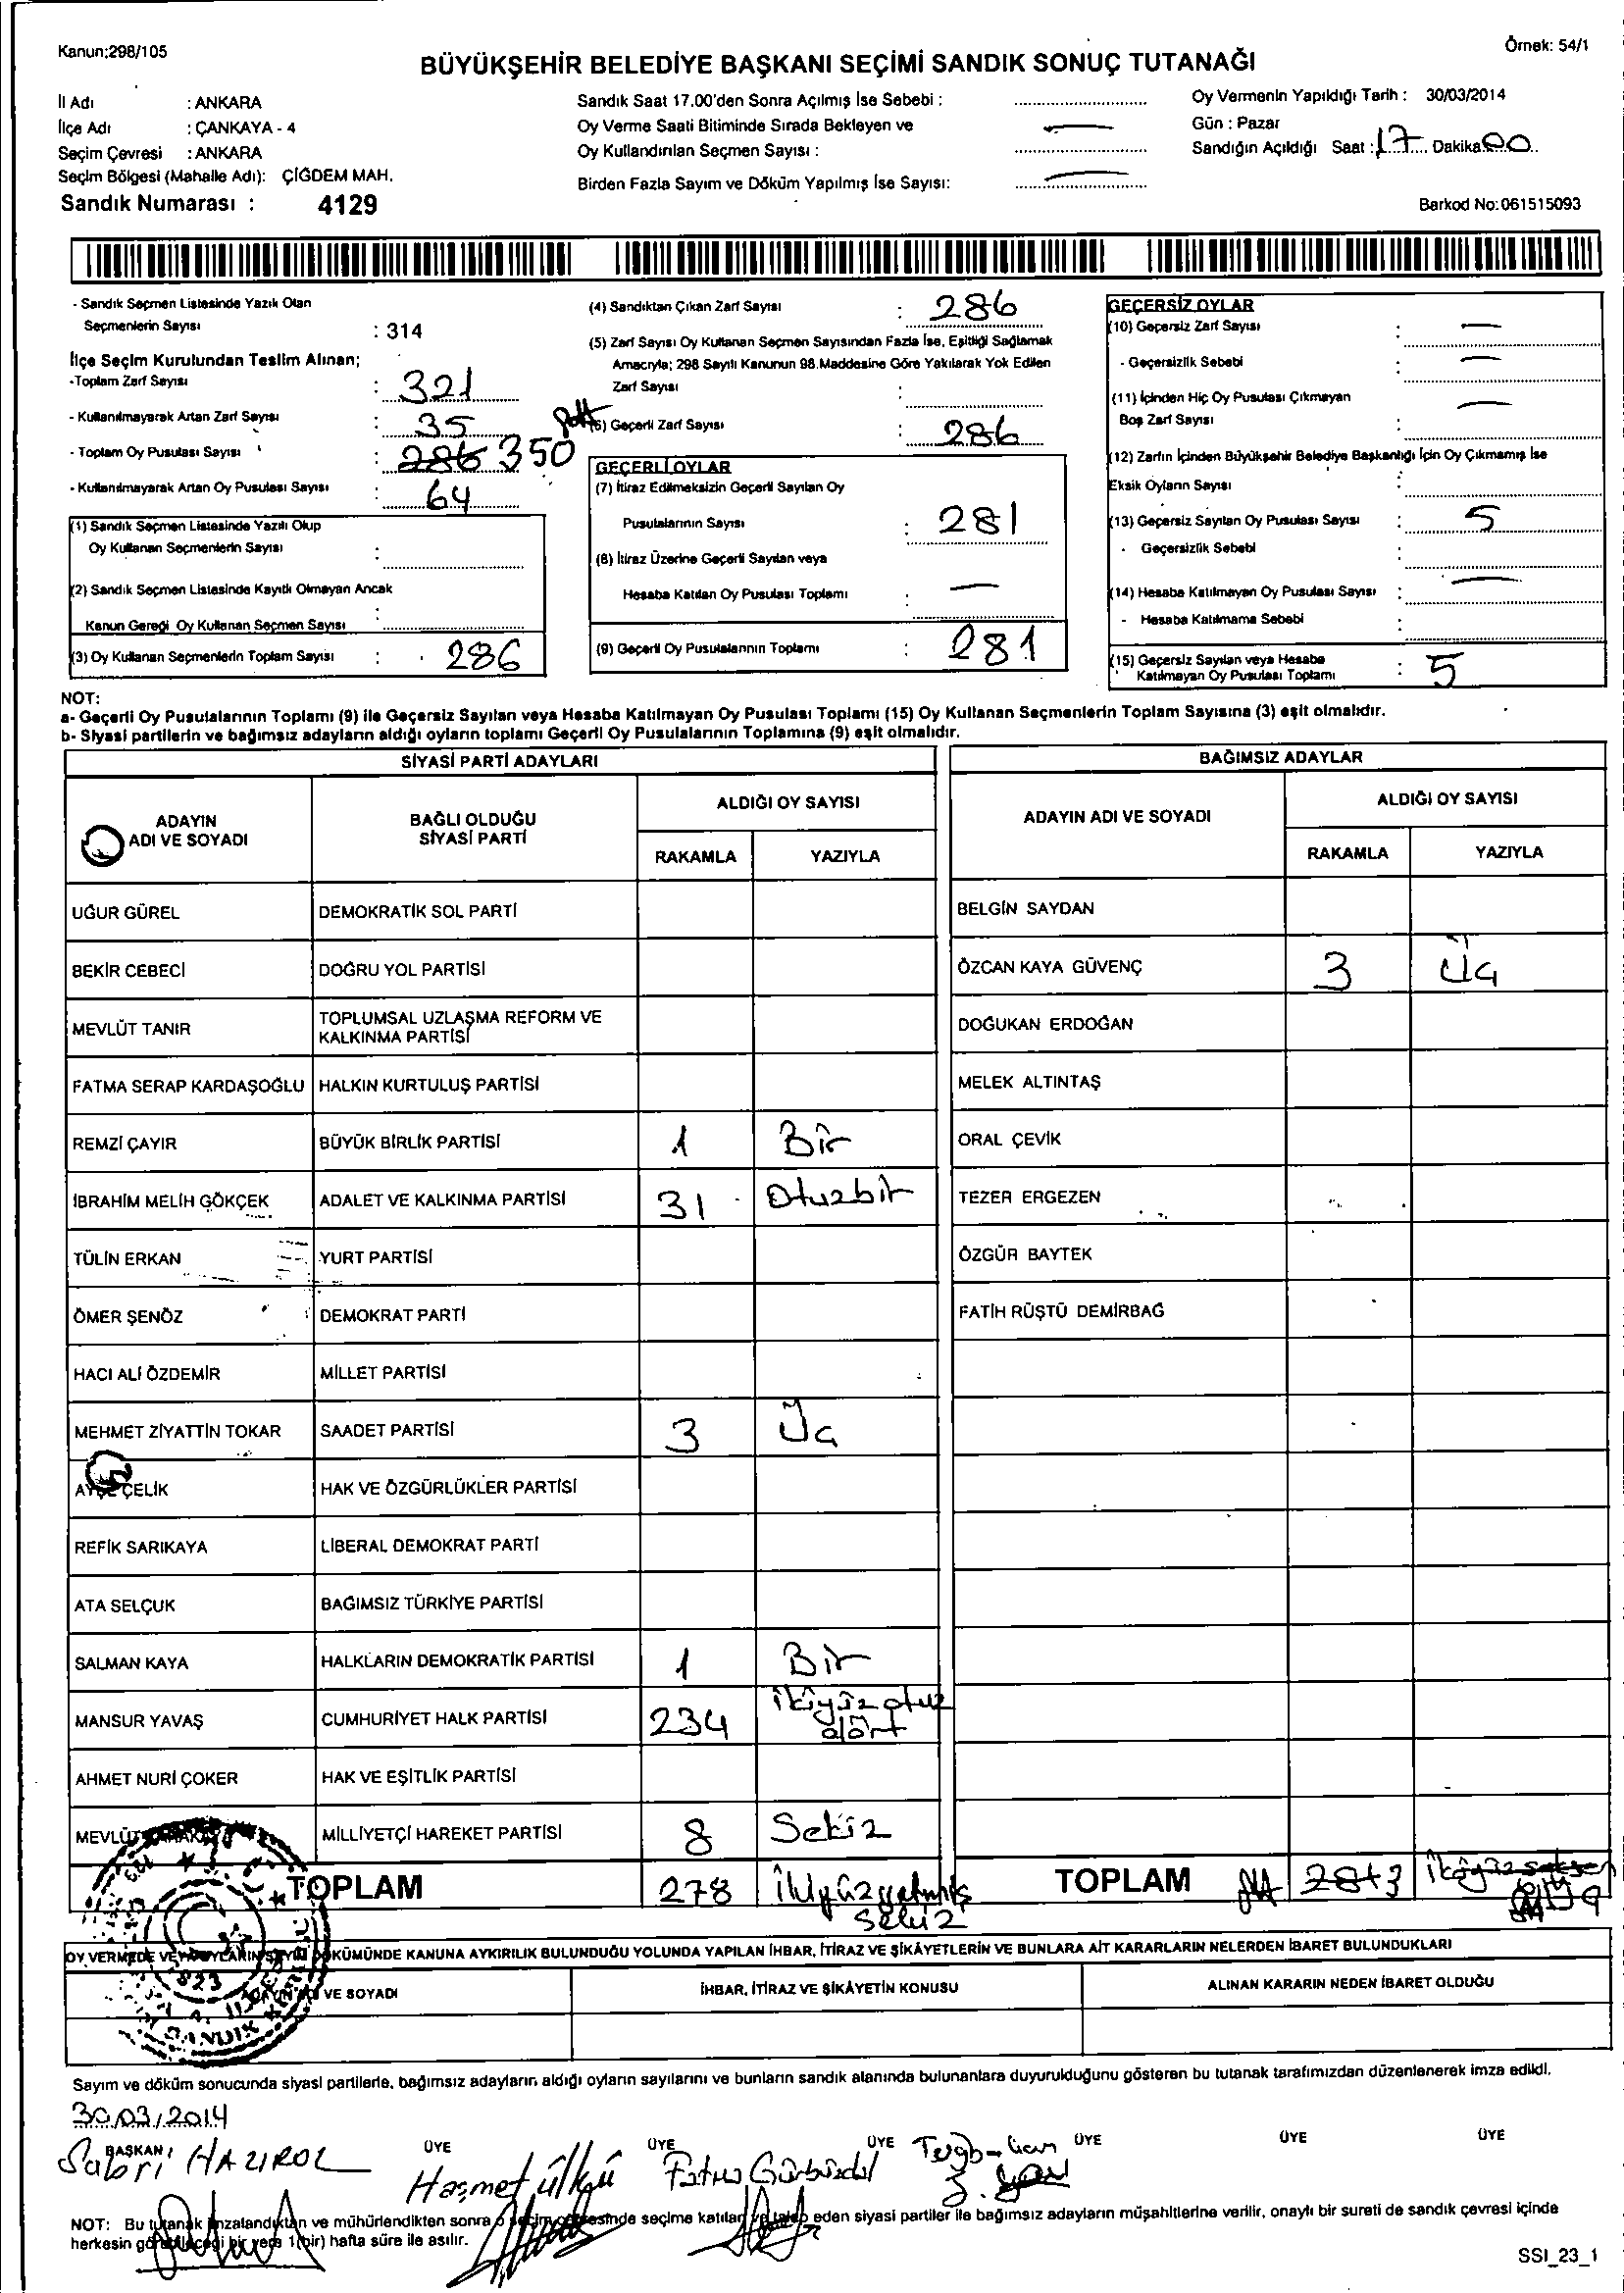 Kanun:298/105
Örnek: 54/1
BÜYÜKŞEHİR BELEDİYE BAŞKANI SEÇİMİ SANDIK SONUÇ TUTANAĞI
İl Adı : ANKARA
İlçe Adı : ÇANKAYA - 4
Seçim Çevresi : ANKARA
Seçim Bölgesi (Mahalle Adı): ÇİĞDEM MAH.
Sandık Numarası : 4129
Sandık Saat 17.00'den Sonra Açılmış İse Sebebi :
Oy Verme Saati Bitiminde Sırada Bekleyen ve
Oy Kullandırılan Seçmen Sayısı :
Birden Fazla Sayım ve Döküm Yapılmış İse Sayısı:
Oy Vermenin Yapıldığı Tarih : 30/03/2014
Gün : Pazar
Sandığın Açıldığı Saat : 17 Dakika 00
Barkod No:061515093
- Sandık Seçmen Listesinde Yazılı Olan
Seçmenlerin Sayısı : 314
İlçe Seçim Kurulundan Teslim Alınan;
-Toplam Zarf Sayısı : 321
- Kullanılmayarak Artan Zarf Sayısı : 35
- Toplam Oy Pusulası Sayısı : 286 350
- Kullanılmayarak Artan Oy Pusulası Sayısı : 64
(1) Sandık Seçmen Listesinde Yazılı Olup
Oy Kullanan Seçmenlerin Sayısı :
(2) Sandık Seçmen Listesinde Kayıtlı Olmayan Ancak
Kanun Gereği Oy Kullanan Seçmen Sayısı :
(3) Oy Kullanan Seçmenlerin Toplam Sayısı : 286
(4) Sandıktan Çıkan Zarf Sayısı : 286
(5) Zarf Sayısı Oy Kullanan Seçmen Sayısından Fazla İse, Eşitliği Sağlamak
Amacıyla; 298 Sayılı Kanunun 98.Maddesine Göre Yakılarak Yok Edilen
Zarf Sayısı :
(6) Geçerli Zarf Sayısı : 286
GEÇERLİ OYLAR
(7) İtiraz Edilmeksizin Geçerli Sayılan Oy
Pusulalarının Sayısı : 281
(8) İtiraz Üzerine Geçerli Sayılan veya
Hesaba Katılan Oy Pusulası Toplamı : —
(9) Geçerli Oy Pusulalarının Toplamı : 281
GEÇERSİZ OYLAR
(10) Geçersiz Zarf Sayısı : —
- Geçersizlik Sebebi : —
(11) İçinden Hiç Oy Pusulası Çıkmayan
Boş Zarf Sayısı : —
(12) Zarfın İçinden Büyükşehir Belediye Başkanlığı İçin Oy Çıkmamış İse
Eksik Oyların Sayısı :
(13) Geçersiz Sayılan Oy Pusulası Sayısı : 5
- Geçersizlik Sebebi :
(14) Hesaba Katılmayan Oy Pusulası Sayısı : —
- Hesaba Katılmama Sebebi :
(15) Geçersiz Sayılan veya Hesaba
Katılmayan Oy Pusulası Toplamı : 5
NOT:
a- Geçerli Oy Pusulalarının Toplamı (9) ile Geçersiz Sayılan veya Hesaba Katılmayan Oy Pusulası Toplamı (15) Oy Kullanan Seçmenlerin Toplam Sayısına (3) eşit olmalıdır.
b- Siyasi partilerin ve bağımsız adayların aldığı oyların toplamı Geçerli Oy Pusulalarının Toplamına (9) eşit olmalıdır.
SİYASİ PARTİ ADAYLARI
ADAYIN ADI VE SOYADI BAĞLI OLDUĞU SİYASİ PARTİ ALDIĞI OY SAYISI
RAKAMLA YAZIYLA
UĞUR GÜREL DEMOKRATİK SOL PARTİ
BEKİR CEBECİ DOĞRU YOL PARTİSİ
MEVLÜT TANIR TOPLUMSAL UZLAŞMA REFORM VE
KALKINMA PARTİSİ
FATMA SERAP KARDAŞOĞLU HALKIN KURTULUŞ PARTİSİ
REMZİ ÇAYIR BÜYÜK BİRLİK PARTİSİ 1 Bir
İBRAHİM MELİH GÖKÇEK ADALET VE KALKINMA PARTİSİ 31 Otuzbir
TÜLİN ERKAN YURT PARTİSİ
ÖMER ŞENÖZ DEMOKRAT PARTİ
HACI ALİ ÖZDEMİR MİLLET PARTİSİ
MEHMET ZİYATTİN TOKAR SAADET PARTİSİ 3 Üç
AYŞE ÇELİK HAK VE ÖZGÜRLÜKLER PARTİSİ
REFİK SARIKAYA LİBERAL DEMOKRAT PARTİ
ATA SELÇUK BAĞIMSIZ TÜRKİYE PARTİSİ
SALMAN KAYA HALKLARIN DEMOKRATİK PARTİSİ 1 Bir
MANSUR YAVAŞ CUMHURİYET HALK PARTİSİ 234 ikiyüzotuz
dört
AHMET NURİ ÇOKER HAK VE EŞİTLİK PARTİSİ
MEVLÜT MİLLİYETÇİ HAREKET PARTİSİ 8 Sekiz
TOPLAM 278 ikiyüzyetmiş
sekiz
BAĞIMSIZ ADAYLAR
ADAYIN ADI VE SOYADI ALDIĞI OY SAYISI
RAKAMLA YAZIYLA
BELGİN SAYDAN
ÖZCAN KAYA GÜVENÇ 3 Üç
DOĞUKAN ERDOĞAN
MELEK ALTINTAŞ
ORAL ÇEVİK
TEZER ERGEZEN
ÖZGÜR BAYTEK
FATİH RÜŞTÜ DEMİRBAĞ
TOPLAM 3
OY VERMEDE VE OYLARIN SAYIM DÖKÜMÜNDE KANUNA AYKIRILIK BULUNDUĞU YOLUNDA YAPILAN İHBAR, İTİRAZ VE ŞİKÂYETLERİN VE BUNLARA AİT KARARLARIN NELERDEN İBARET BULUNDUKLARI
ADAYIN ADI VE SOYADI İHBAR, İTİRAZ VE ŞİKÂYETİN KONUSU ALINAN KARARIN NEDEN İBARET OLDUĞU
Sayım ve döküm sonucunda siyasi partilerle, bağımsız adayların aldığı oyların sayılarını ve bunların sandık alanında bulunanlara duyurulduğunu gösteren bu tutanak tarafımızdan düzenlenerek imza edildi.
30/03/2014
BAŞKAN ÜYE ÜYE ÜYE ÜYE ÜYE ÜYE
Sabri HAZIROL Haşmet ülkü Fatma
NOT: Bu tutanak imzalandıktan ve mühürlendikten sonra o seçim çevresinde seçime katılan ve talep eden siyasi partiler ile bağımsız adayların müşahitlerine verilir, onaylı bir sureti de sandık çevresi içinde
herkesin görebileceği bir yere 1(bir) hafta süre ile asılır.
SSI_23_1